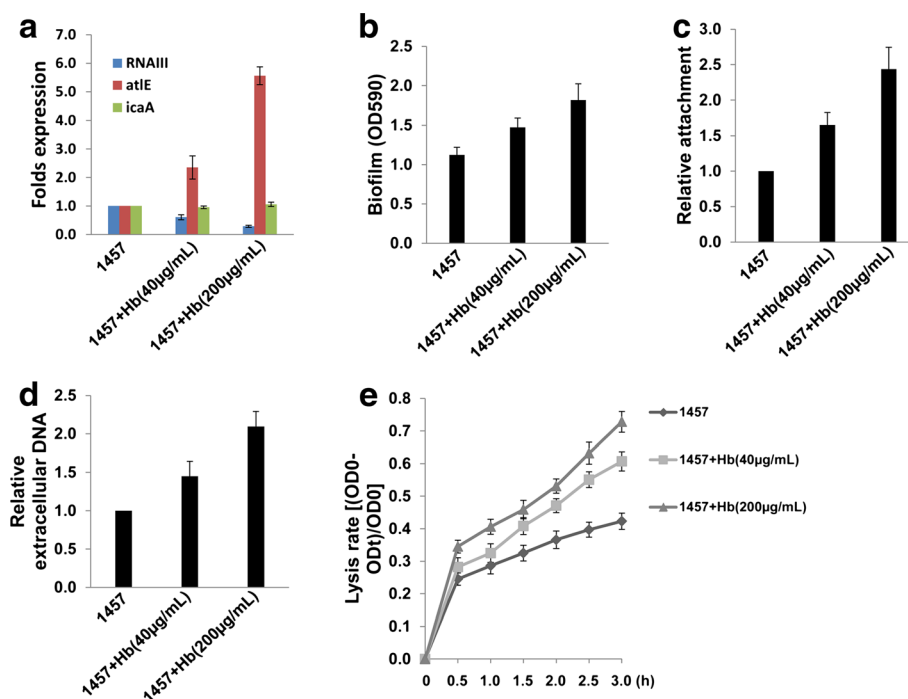 a
Folds expression
7.0
6.0
5.0
4.0
3.0
2.0
1.0
0.0
RNAIII
atlE
icaA
1457
1457+Hb(40μg/mL)
1457+Hb(200μg/mL)
b
Biofilm (OD590)
2.5
2.0
1.5
1.0
0.5
0.0
1457
1457+Hb(40μg/mL)
1457+Hb(200μg/mL)
c
Relative attachment
3.0
2.5
2.0
1.5
1.0
0.5
0.0
1457
1457+Hb(40μg/mL)
1457+Hb(200μg/mL)
d
Relative
extracellular DNA
2.5
2.0
1.5
1.0
0.5
0.0
1457
1457+Hb(40μg/mL)
1457+Hb(200μg/mL)
e
Lysis rate [(OD0-
ODt)/OD0]
0.8
0.7
0.6
0.5
0.4
0.3
0.2
0.1
0.0
0 0.5 1.0 1.5 2.0 2.5 3.0 (h)
1457
1457+Hb(40μg/mL)
1457+Hb(200μg/mL)